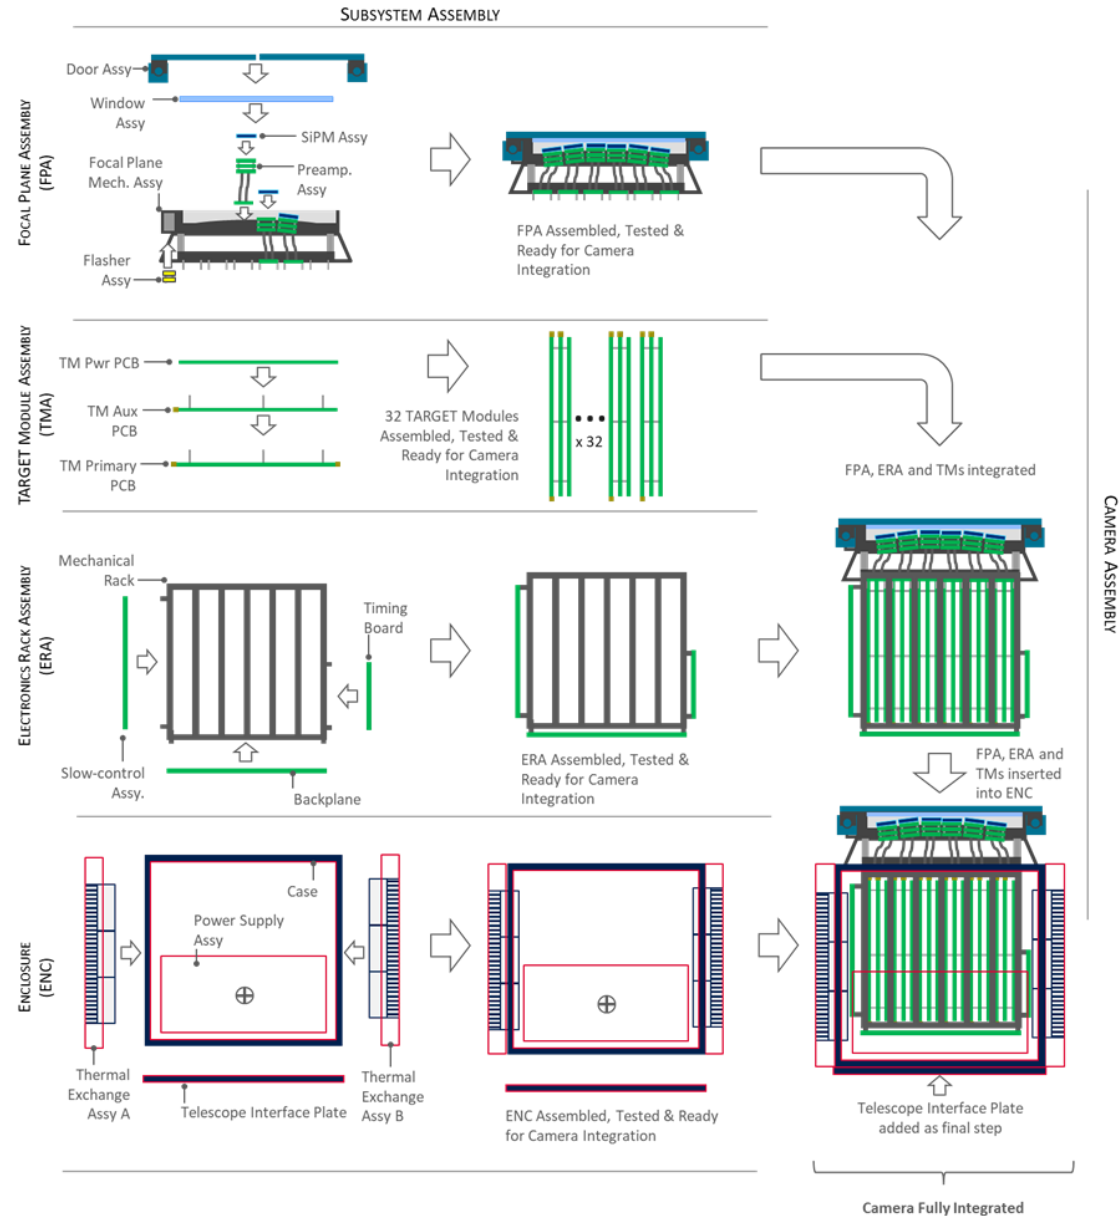 SUBSYSTEM ASSEMBLY
FOCAL PLANE ASSEMBLY
(FPA)
Door Assy
Window
Assy
SiPM Assy
Focal Plane
Mech. Assy
Preamp.
Assy
Flasher
Assy
FPA Assembled, Tested &
Ready for Camera
Integration
TARGET MODULE ASSEMBLY
(TMA)
TM Pwr PCB
TM Aux
PCB
TM Primary
PCB
32 TARGET Modules
Assembled, Tested &
Ready for Camera
Integration
x 32
FPA, ERA and TMs integrated
CAMERA ASSEMBLY
ELECTRONICS RACK ASSEMBLY
(ERA)
Mechanical
Rack
Timing
Board
Slow-control
Assy.
Backplane
ERA Assembled, Tested &
Ready for Camera
Integration
FPA, ERA and
TMs inserted
into ENC
ENCLOSURE
(ENC)
Case
Power Supply
Assy
Thermal
Exchange
Assy A
Telescope Interface Plate
Thermal
Exchange
Assy B
ENC Assembled, Tested & Ready
for Camera Integration
Telescope Interface Plate
added as final step
Camera Fully Integrated